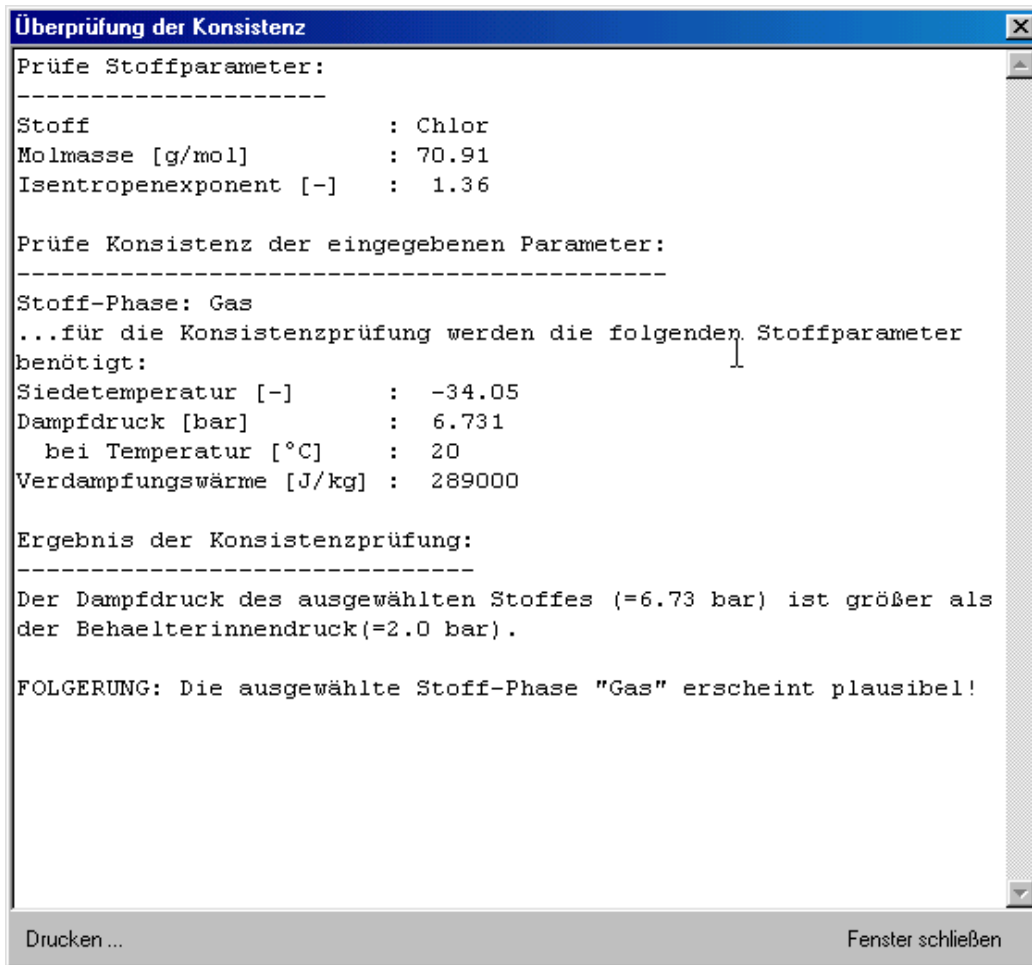 Überprüfung der Konsistenz
Prüfe Stoffparameter:
---------------------
Stoff                    : Chlor
Molmasse [g/mol]         : 70.91
Isentropenexponent [-]   :  1.36
Prüfe Konsistenz der eingegebenen Parameter:
--------------------------------------------
Stoff-Phase: Gas
...für die Konsistenzprüfung werden die folgenden Stoffparameter
benötigt:
Siedetemperatur [-]      :  -34.05
Dampfdruck [bar]         :  6.731
  bei Temperatur [°C]    :  20
Verdampfungswärme [J/kg] :  289000
Ergebnis der Konsistenzprüfung:
-------------------------------
Der Dampfdruck des ausgewählten Stoffes (=6.73 bar) ist größer als
der Behaelterinnendruck(=2.0 bar).
FOLGERUNG: Die ausgewählte Stoff-Phase "Gas" erscheint plausibel!
Drucken ... Fenster schließen